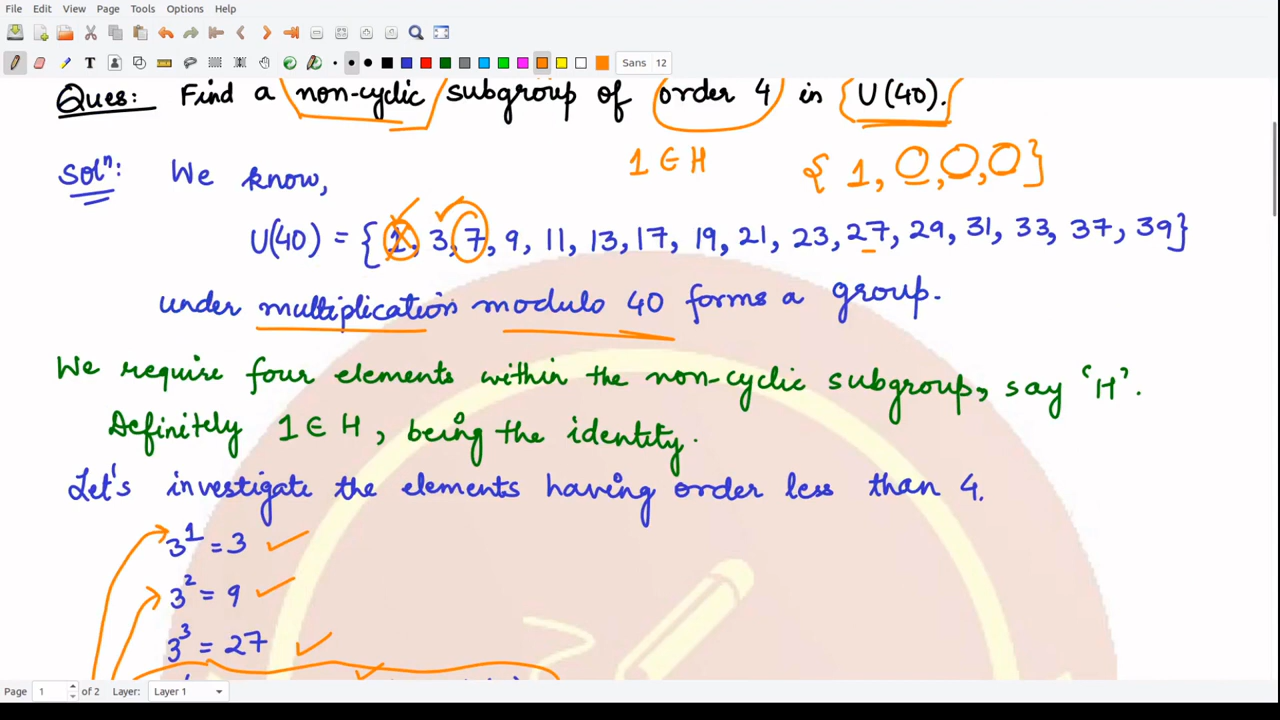 File Edit View Page Tools Options Help
Sans 12
Ques: Find a non-cyclic subgroup of order 4 in U(40).
1 ∈ H { 1, O, O, O }
Solⁿ: We know,
U(40) = { 1, 3, 7, 9, 11, 13, 17, 19, 21, 23, 27, 29, 31, 33, 37, 39 }
under multiplication modulo 40 forms a group.
We require four elements within the non-cyclic subgroup, say 'H'.
Definitely 1 ∈ H, being the identity.
Let's investigate the elements having order less than 4.
3¹ = 3 ✓
3² = 9 ✓
3³ = 27 ✓
Page 1 of 2 Layer: Layer 1